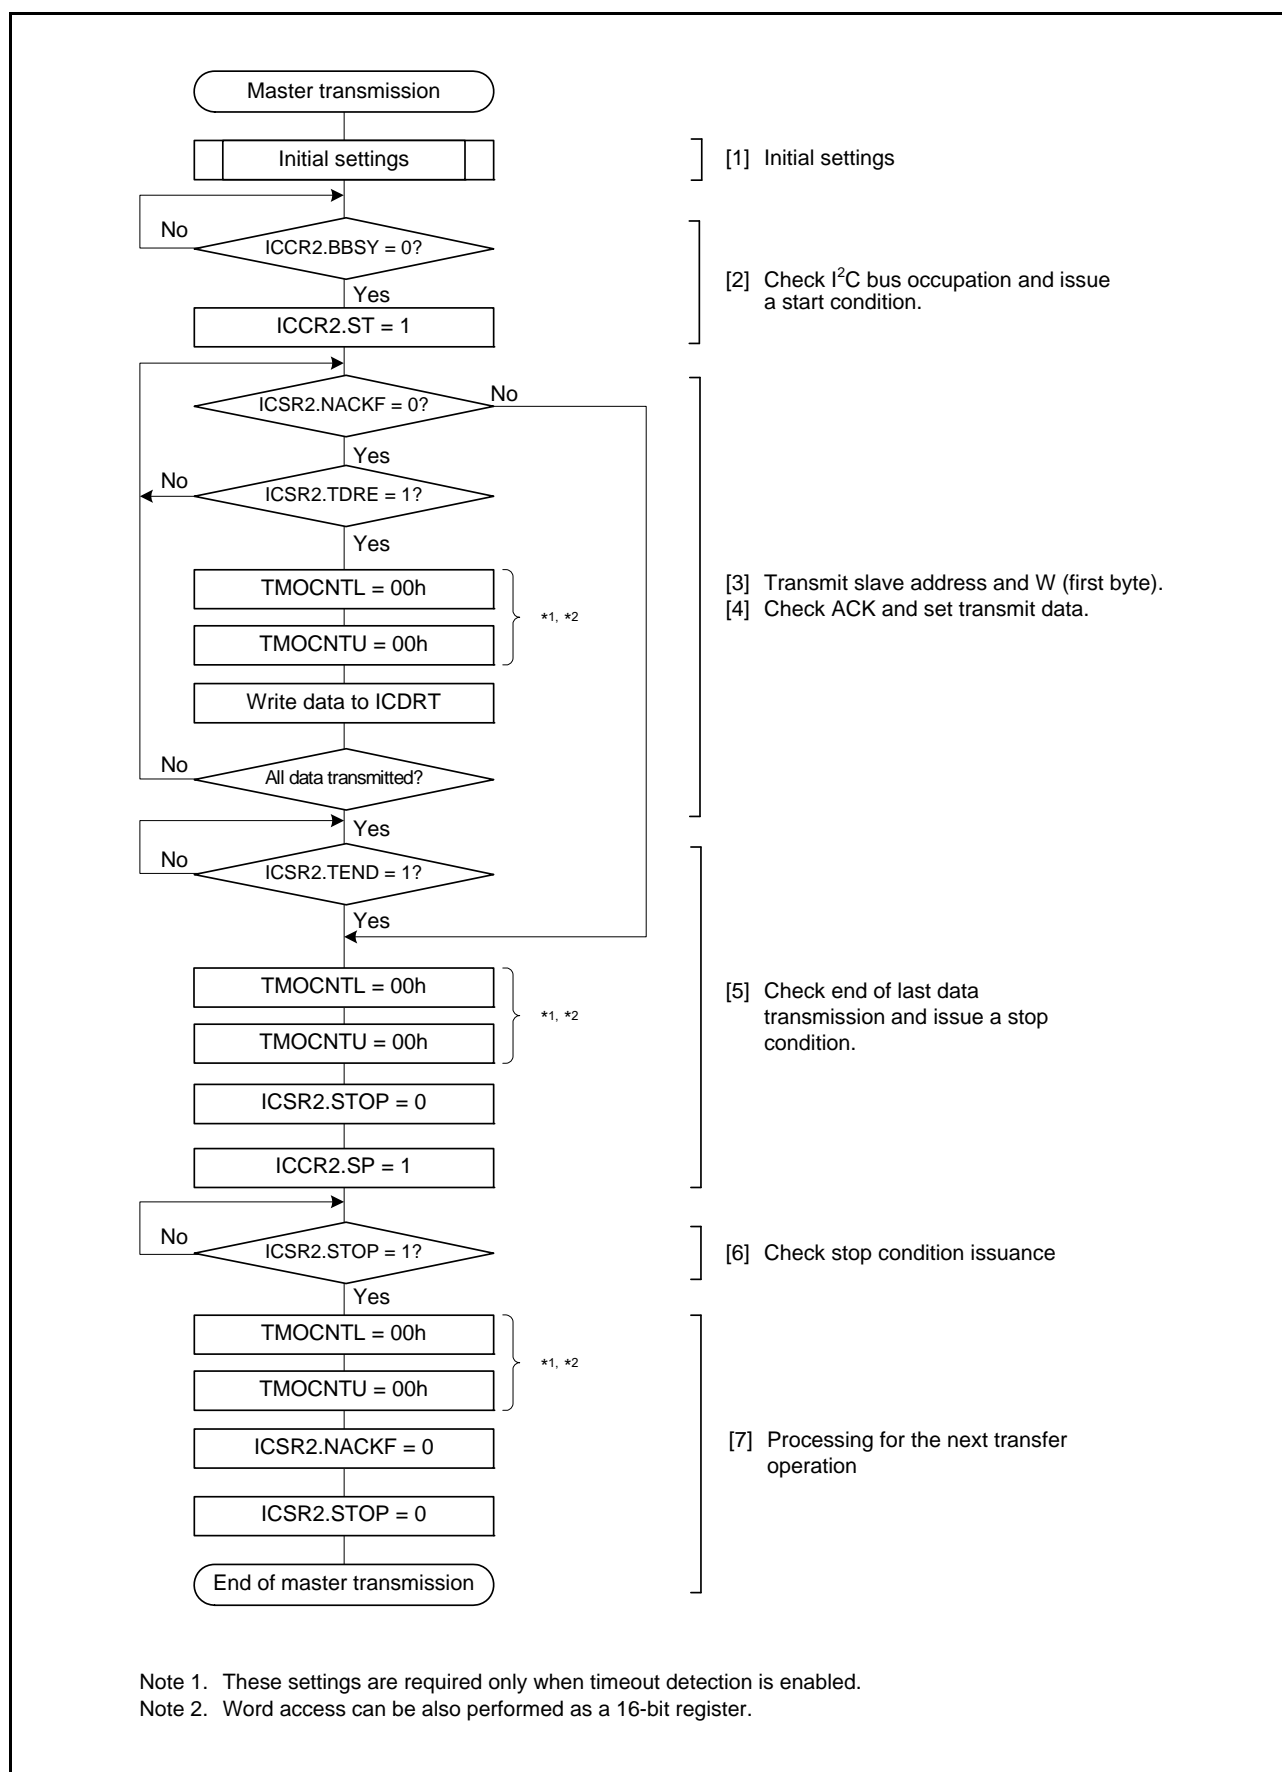 Master transmission
Initial settings
[1] Initial settings
No
ICCR2.BBSY = 0?
Yes
[2] Check I²C bus occupation and issue
a start condition.
ICCR2.ST = 1
ICSR2.NACKF = 0?
No
Yes
No
ICSR2.TDRE = 1?
Yes
TMOCNTL = 00h
TMOCNTU = 00h
*1, *2
[3] Transmit slave address and W (first byte).
[4] Check ACK and set transmit data.
Write data to ICDRT
No
All data transmitted?
Yes
No
ICSR2.TEND = 1?
Yes
TMOCNTL = 00h
TMOCNTU = 00h
*1, *2
[5] Check end of last data
transmission and issue a stop
condition.
ICSR2.STOP = 0
ICCR2.SP = 1
No
ICSR2.STOP = 1?
[6] Check stop condition issuance
Yes
TMOCNTL = 00h
TMOCNTU = 00h
*1, *2
ICSR2.NACKF = 0
[7] Processing for the next transfer
operation
ICSR2.STOP = 0
End of master transmission
Note 1. These settings are required only when timeout detection is enabled.
Note 2. Word access can be also performed as a 16-bit register.